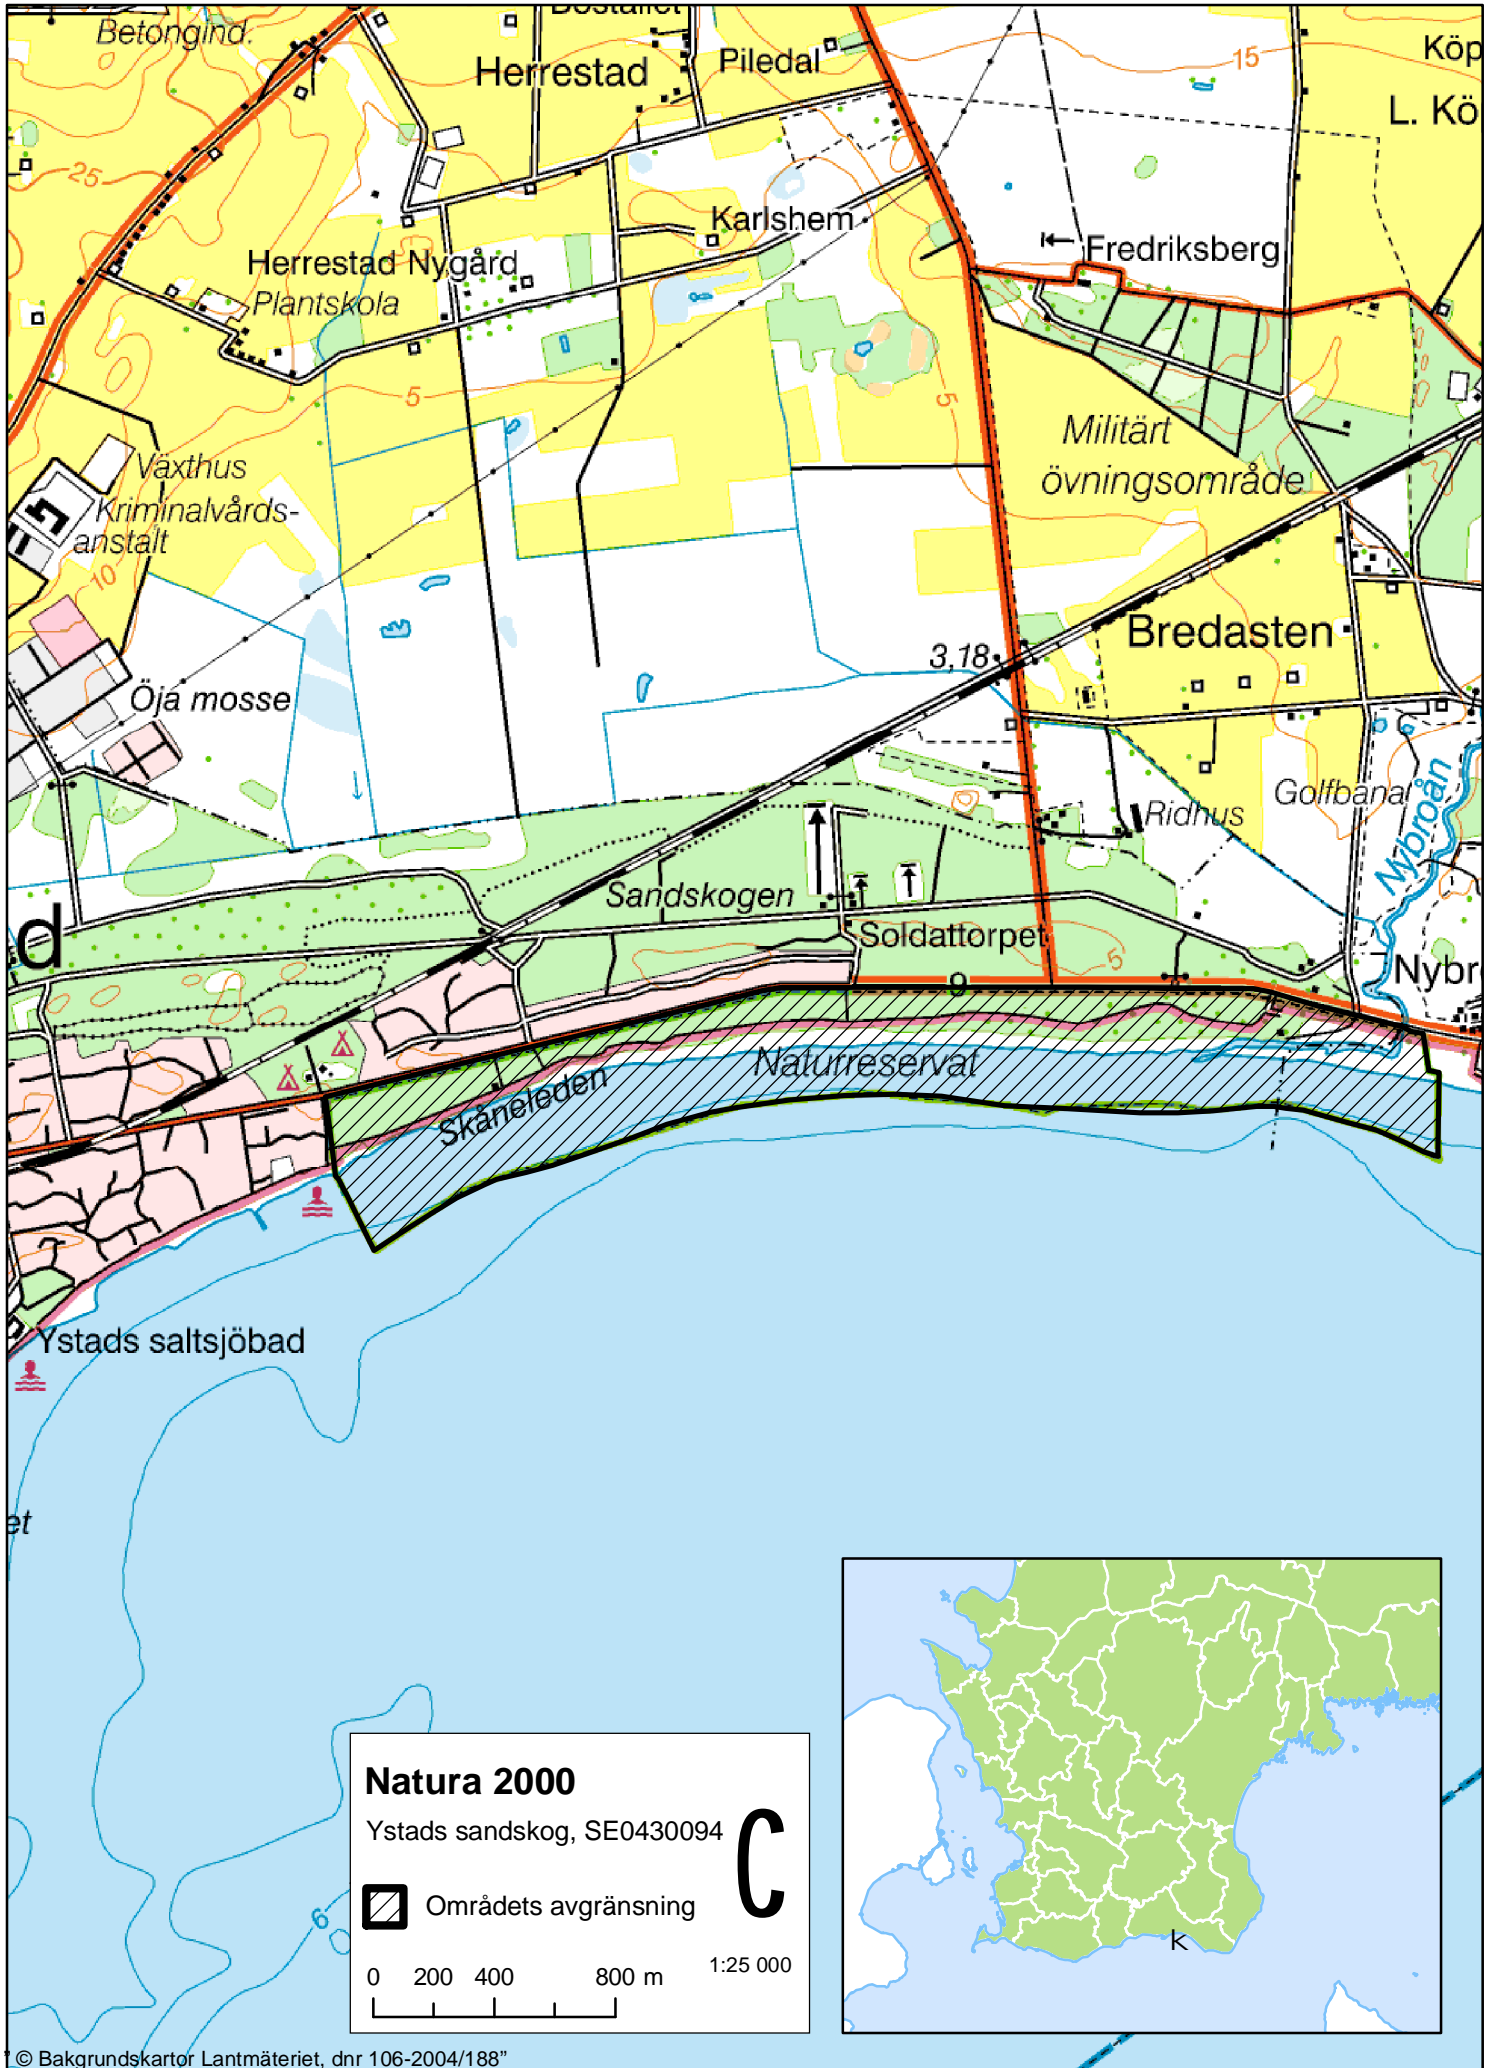 Betongind.
Herrestad
Piledal
15
Köp
L. Kö
25
Karlshem
Fredriksberg
Herrestad Nygård
Plantskola
5
5
Militärt
övningsområde
Växthus
Kriminalvårds-
anstalt
10
Bredasten
3,18
Öja mosse
Golfbana
Nybroån
Ridhus
Sandskogen
d
Soldattorpet
5
9
Nybr
Naturreservat
Skåneleden
Ystads saltsjöbad
et
6
Natura 2000
Ystads sandskog, SE0430094
C
Områdets avgränsning
0 200 400 800 m
1:25 000
k
” © Bakgrundskartor Lantmäteriet, dnr 106-2004/188”